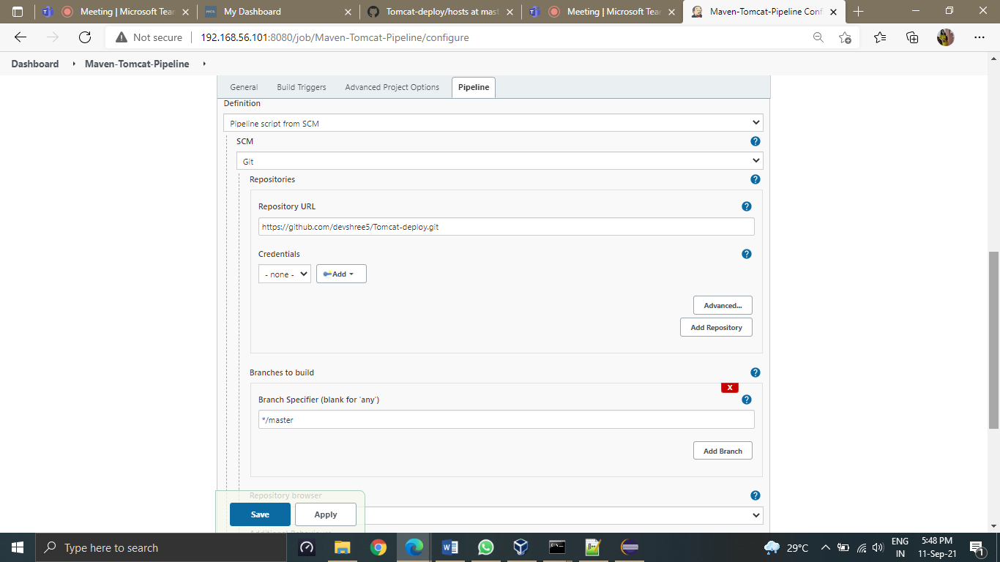 Meeting | Microsoft Tea
My Dashboard
Tomcat-deploy/hosts at mast
Meeting | Microsoft Tea
Maven-Tomcat-Pipeline Conf
Not secure
192.168.56.101:8080/job/Maven-Tomcat-Pipeline/configure
Dashboard
Maven-Tomcat-Pipeline
General
Build Triggers
Advanced Project Options
Pipeline
Definition
Pipeline script from SCM
SCM
Git
Repositories
Repository URL
https://github.com/devshree5/Tomcat-deploy.git
Credentials
- none -
Add
Advanced...
Add Repository
Branches to build
X
Branch Specifier (blank for 'any')
*/master
Add Branch
Repository browser
Save
Apply
Additional Behaviours
Type here to search
29°C
ENG
IN
5:48 PM
11-Sep-21
1